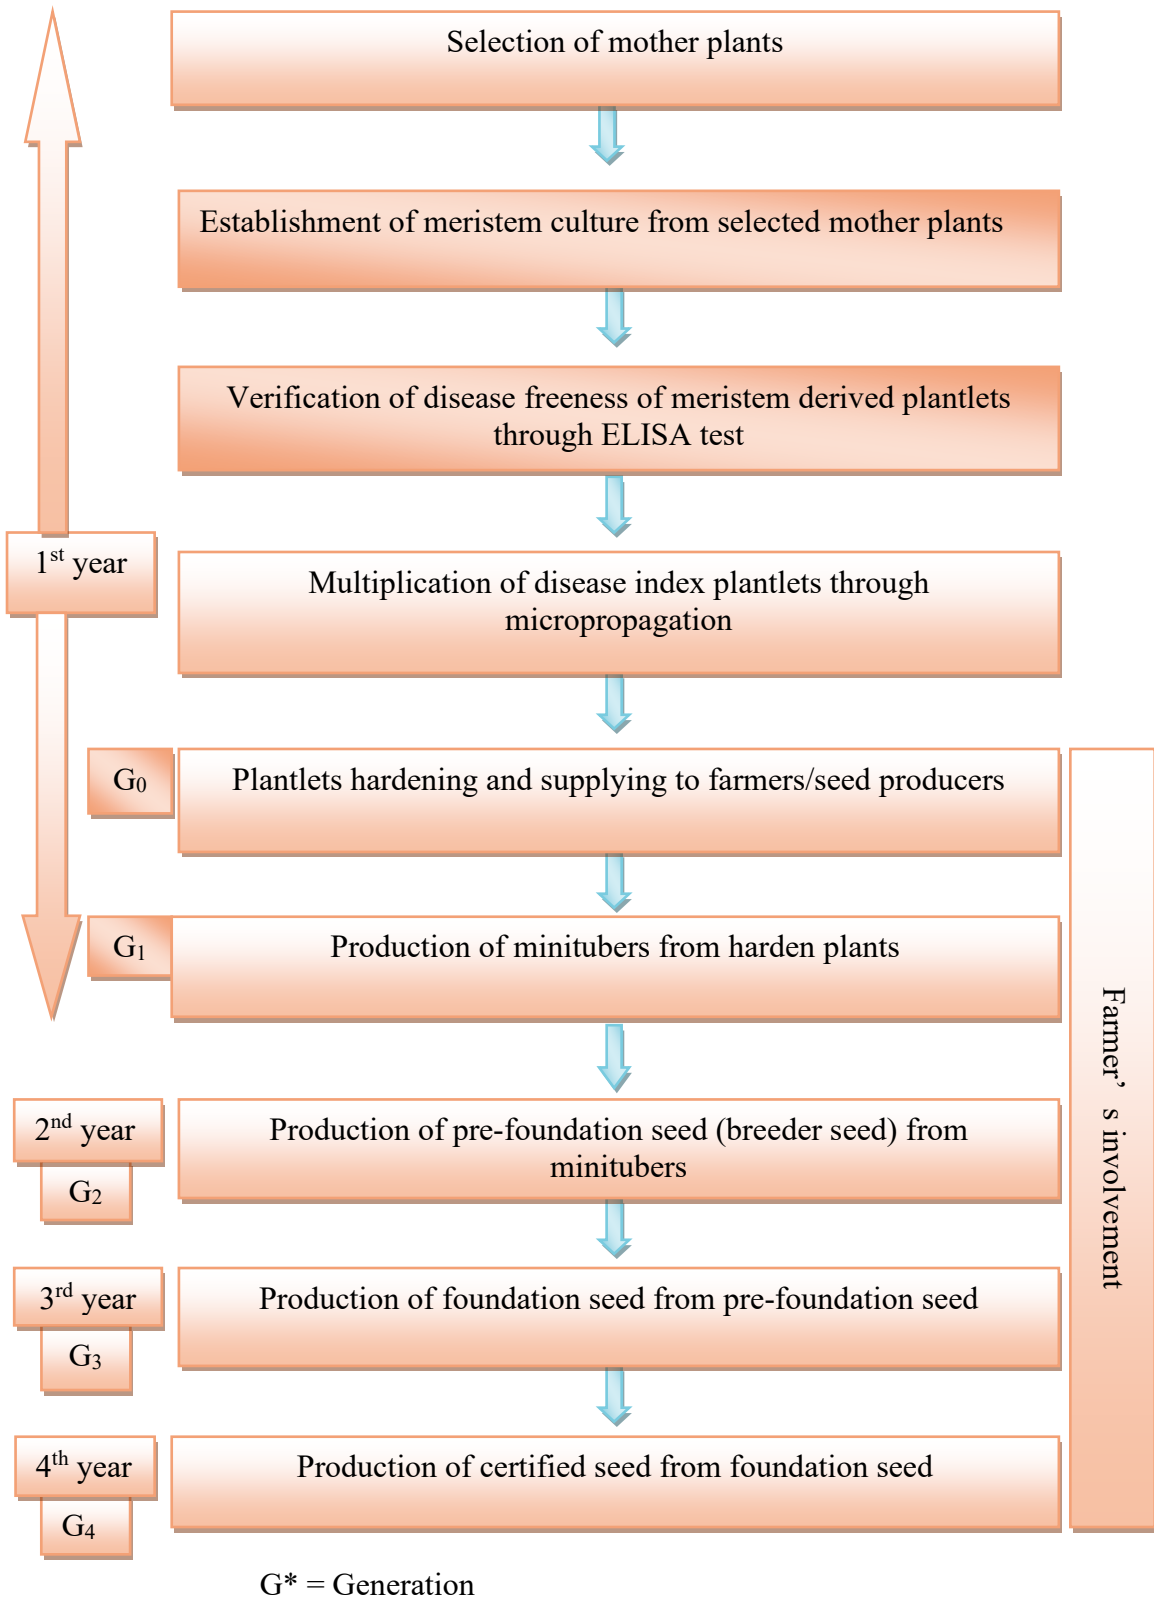 Selection of mother plants
Establishment of meristem culture from selected mother plants
Verification of disease freeness of meristem derived plantlets
through ELISA test
1st year
Multiplication of disease index plantlets through
micropropagation
G0
Plantlets hardening and supplying to farmers/seed producers
G1
Production of minitubers from harden plants
Farmer’ s involvement
2nd year
G2
Production of pre-foundation seed (breeder seed) from
minitubers
3rd year
G3
Production of foundation seed from pre-foundation seed
4th year
G4
Production of certified seed from foundation seed
G* = Generation